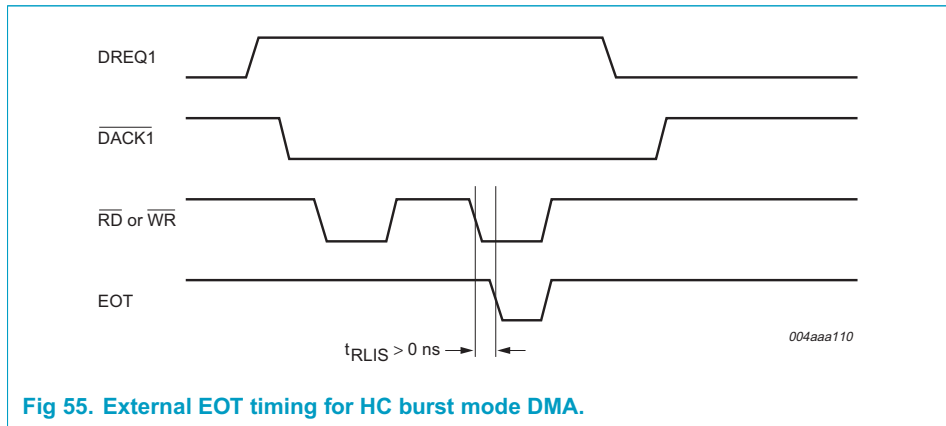 DREQ1
DACK1
RD or WR
EOT
tRLIS > 0 ns
004aaa110
Fig 55. External EOT timing for HC burst mode DMA.